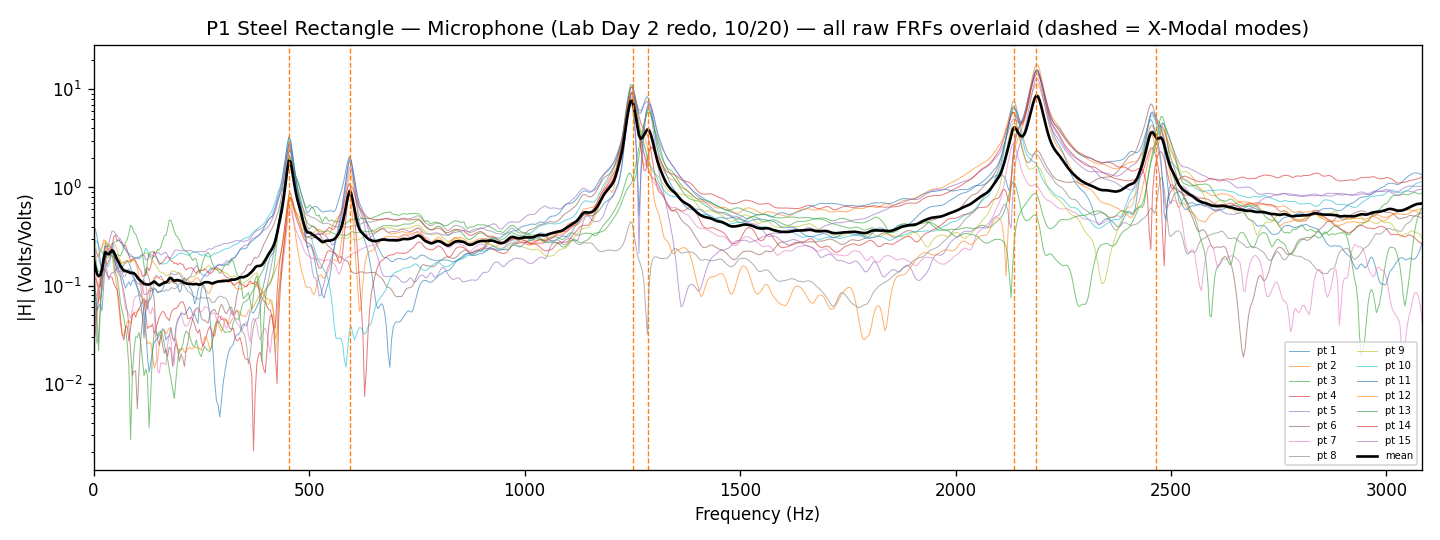 P1 Steel Rectangle — Microphone (Lab Day 2 redo, 10/20) — all raw FRFs overlaid (dashed = X-Modal modes)
|H| (Volts/Volts)
10¹
10⁰
10⁻¹
10⁻²
pt 1
pt 2
pt 3
pt 4
pt 5
pt 6
pt 7
pt 8
pt 9
pt 10
pt 11
pt 12
pt 13
pt 14
pt 15
mean
0 500 1000 1500 2000 2500 3000
Frequency (Hz)